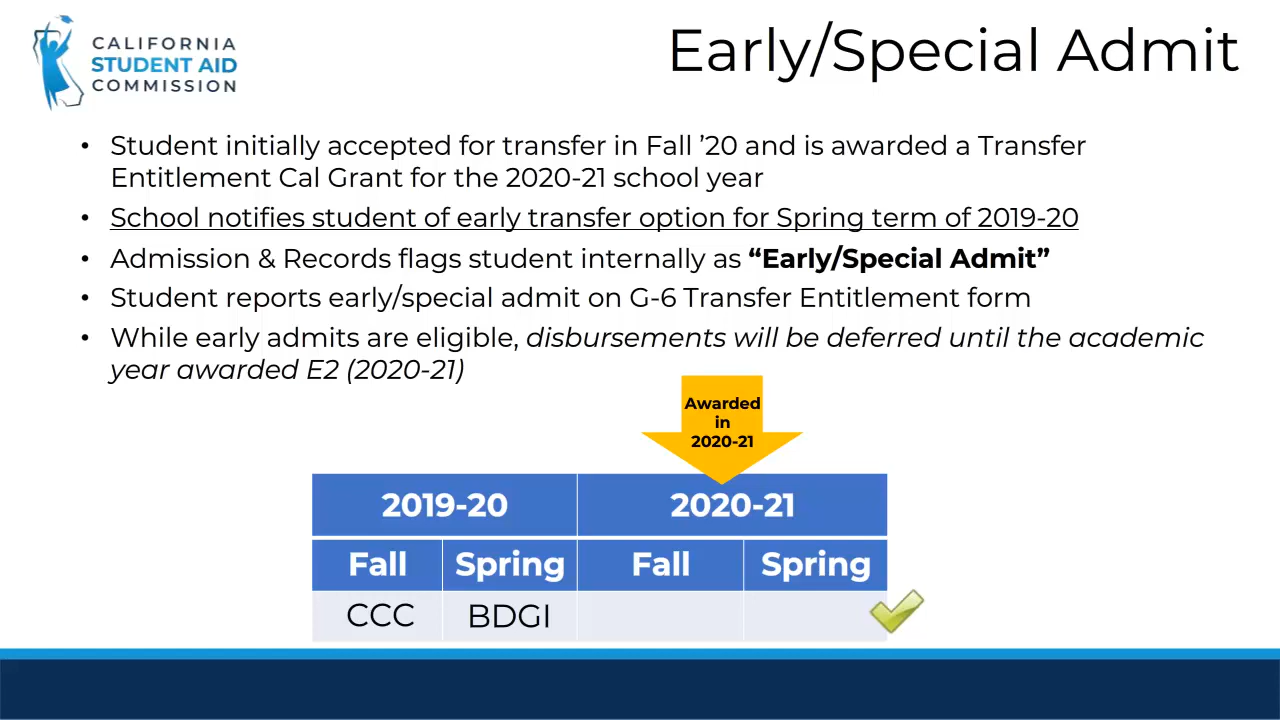 CALIFORNIA
STUDENT AID
COMMISSION
Early/Special Admit
• Student initially accepted for transfer in Fall ’20 and is awarded a Transfer
Entitlement Cal Grant for the 2020-21 school year
• School notifies student of early transfer option for Spring term of 2019-20
• Admission & Records flags student internally as “Early/Special Admit”
• Student reports early/special admit on G-6 Transfer Entitlement form
• While early admits are eligible, disbursements will be deferred until the academic
year awarded E2 (2020-21)
Awarded
in
2020-21
2019-20 2020-21
Fall Spring Fall Spring
CCC BDGI